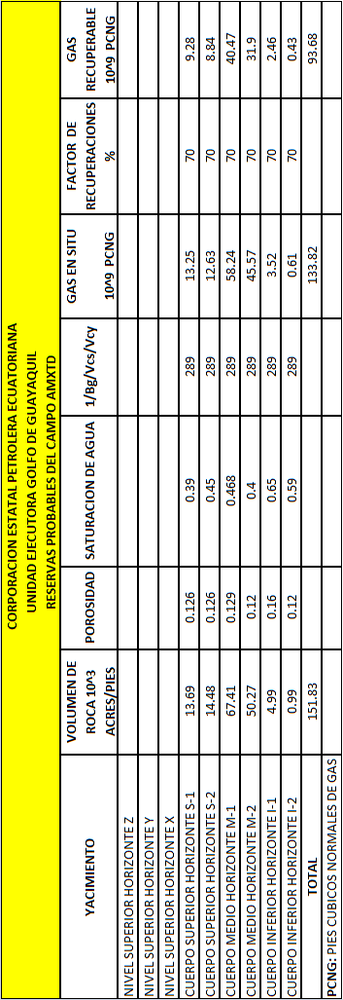 CORPORACION ESTATAL PETROLERA ECUATORIANA
UNIDAD EJECUTORA GOLFO DE GUAYAQUIL
RESERVAS PROBABLES DEL CAMPO AMXTD
YACIMIENTO VOLUMEN DE ROCA 10^3 ACRES/PIES POROSIDAD SATURACION DE AGUA 1/Bg/Vcs/Vcy GAS EN SITU 10^9 PCNG FACTOR DE RECUPERACIONES % GAS RECUPERABLE 10^9 PCNG
NIVEL SUPERIOR HORIZONTE Z
NIVEL SUPERIOR HORIZONTE Y
NIVEL SUPERIOR HORIZONTE X
CUERPO SUPERIOR HORIZONTE S-1 13.69 0.126 0.39 289 13.25 70 9.28
CUERPO SUPERIOR HORIZONTE S-2 14.48 0.126 0.45 289 12.63 70 8.84
CUERPO MEDIO HORIZONTE M-1 67.41 0.129 0.468 289 58.24 70 40.47
CUERPO MEDIO HORIZONTE M-2 50.27 0.12 0.4 289 45.57 70 31.9
CUERPO INFERIOR HORIZONTE I-1 4.99 0.16 0.65 289 3.52 70 2.46
CUERPO INFERIOR HORIZONTE I-2 0.99 0.12 0.59 289 0.61 70 0.43
TOTAL 151.83 133.82 93.68
PCNG: PIES CUBICOS NORMALES DE GAS